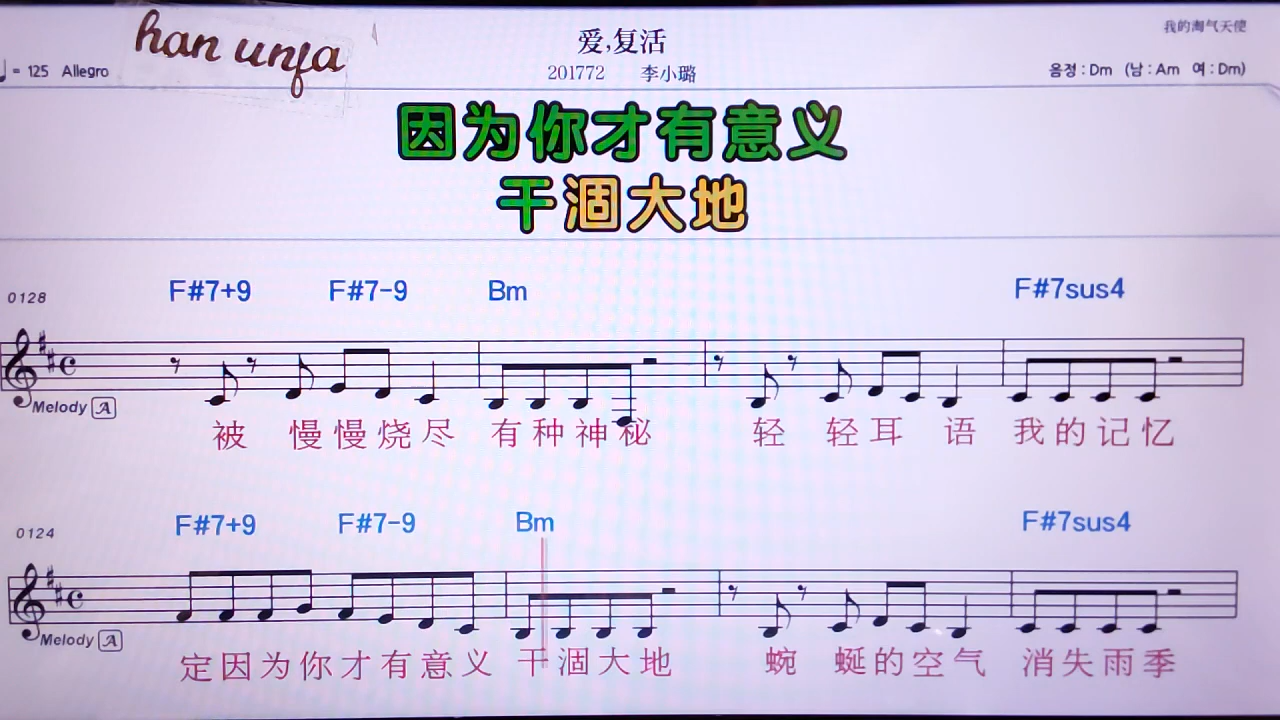 han unfa
爱,复活
我的淘气天使
♩= 125 Allegro
201772 李小璐
음정 : Dm (남 : Am 여 : Dm)
因为你才有意义
干涸大地
0128 F#7+9 F#7-9 Bm F#7sus4
Melody A
被 慢慢烧尽 有种神秘 轻 轻耳 语 我的记忆
0124 F#7+9 F#7-9 Bm F#7sus4
Melody A
定因为你才有意义 干涸大地 蜿 蜒的空气 消失雨季